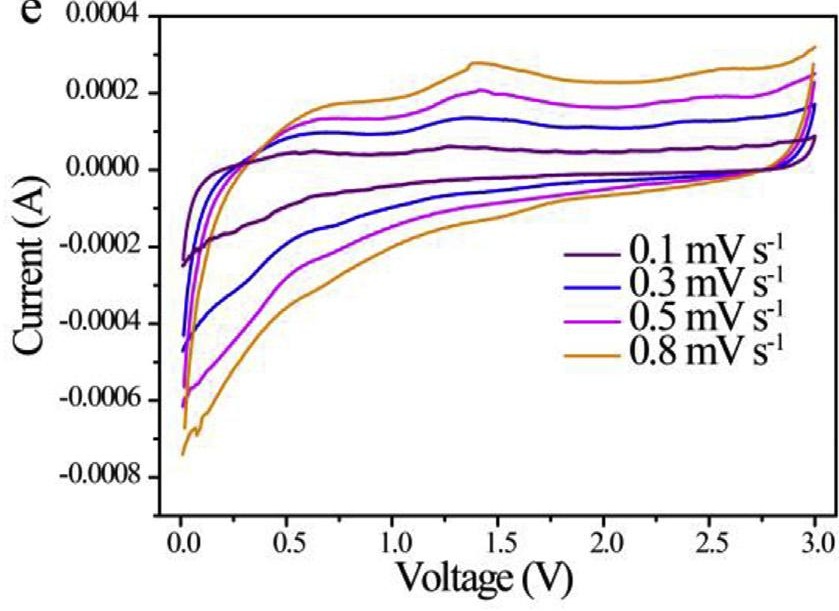 e
0.0004
0.0002
0.0000
-0.0002
-0.0004
-0.0006
-0.0008
Current (A)
0.1 mV s⁻¹
0.3 mV s⁻¹
0.5 mV s⁻¹
0.8 mV s⁻¹
0.0 0.5 1.0 1.5 2.0 2.5 3.0
Voltage (V)